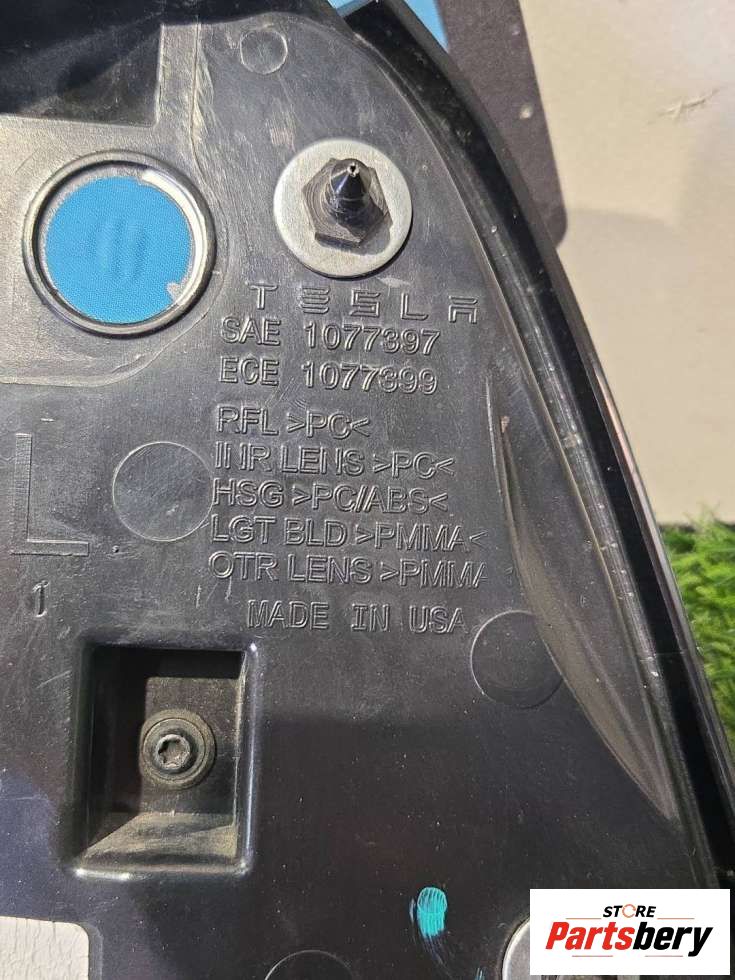 TESLA
SAE 1077397
ECE 1077399
RFL >PC<
INR LENS >PC<
HSG >PC/ABS<
LGT BLD >PMMA<
OTR LENS >PMMA
MADE IN USA
L
1
STORE
Partsbery